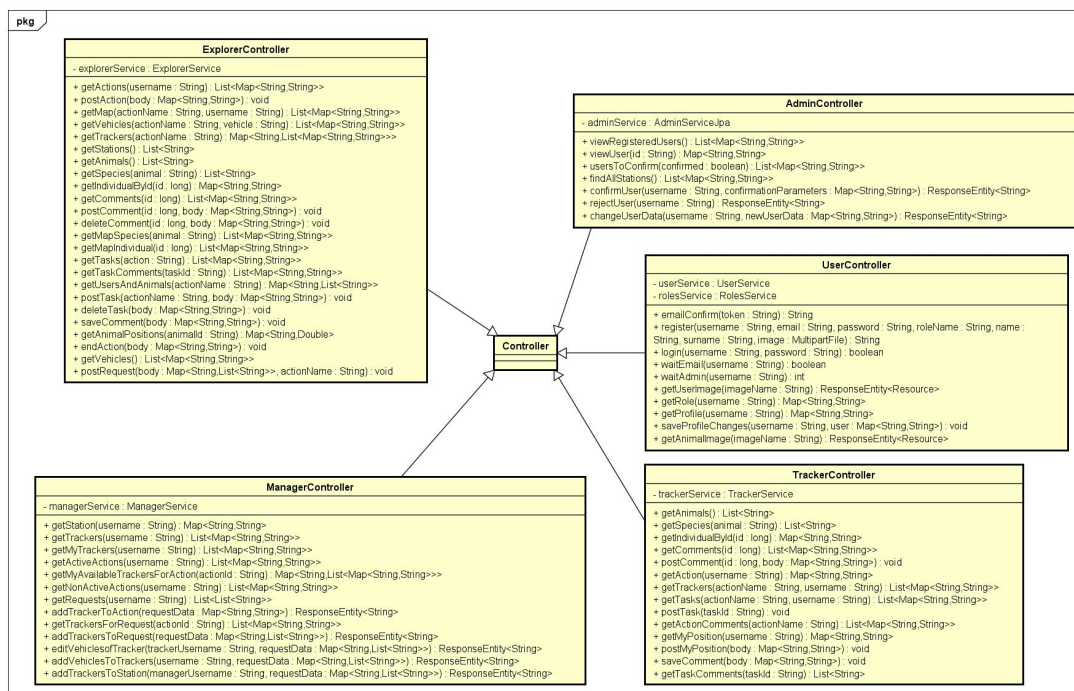 pkg
ExplorerController
- explorerService : ExplorerService
+ getActions(username : String) : List<Map<String,String>>
+ postAction(body : Map<String,String>) : void
+ getMap(actionName : String, username : String) : List<Map<String,String>>
+ getVehicles(actionName : String, vehicle : String) : List<Map<String,String>>
+ getTrackers(actionName : String) : Map<String,List<Map<String,String>>>
+ getStations() : List<String>
+ getAnimals() : List<String>
+ getSpecies(animal : String) : List<String>
+ getIndividualById(id : long) : Map<String,String>
+ getComments(id : long) : List<Map<String,String>>
+ postComment(id : long, body : Map<String,String>) : void
+ deleteComment(id : long, body : Map<String,String>) : void
+ getMapSpecies(animal : String) : List<Map<String,String>>
+ getMapIndividual(id : long) : List<Map<String,String>>
+ getTasks(action : String) : List<Map<String,String>>
+ getTaskComments(taskId : String) : List<Map<String,String>>
+ getUsersAndAnimals(actionName : String) : Map<String,List<String>>
+ postTask(actionName : String, body : Map<String,String>) : void
+ deleteTask(body : Map<String,String>) : void
+ saveComment(body : Map<String,String>) : void
+ getAnimalPositions(animalId : String) : Map<String,Double>
+ endAction(body : Map<String,String>) : void
+ getVehicles() : List<Map<String,String>>
+ postRequest(body : Map<String,List<String>>, actionName : String) : void
AdminController
- adminService : AdminServiceJpa
+ viewRegisteredUsers() : List<Map<String,String>>
+ viewUser(id : String) : Map<String,String>
+ usersToConfirm(confirmed : boolean) : List<Map<String,String>>
+ findAllStations() : List<Map<String,String>>
+ confirmUser(username : String, confirmationParameters : Map<String,String>) : ResponseEntity<String>
+ rejectUser(username : String) : ResponseEntity<String>
+ changeUserData(username : String, newUserData : Map<String,String>) : ResponseEntity<String>
UserController
- userService : UserService
- rolesService : RolesService
+ emailConfirm(token : String) : String
+ register(username : String, email : String, password : String, roleName : String, name :
String, surname : String, image : MultipartFile) : String
+ login(username : String, password : String) : boolean
+ waitEmail(username : String) : boolean
+ waitAdmin(username : String) : int
+ getUserImage(imageName : String) : ResponseEntity<Resource>
+ getRole(username : String) : Map<String,String>
+ getProfile(username : String) : Map<String,String>
+ saveProfileChanges(username : String, user : Map<String,String>) : void
+ getAnimalImage(imageName : String) : ResponseEntity<Resource>
Controller
ManagerController
- managerService : ManagerService
+ getStation(username : String) : Map<String,String>
+ getTrackers(username : String) : List<Map<String,String>>
+ getMyTrackers(username : String) : List<Map<String,String>>
+ getActiveActions(username : String) : List<Map<String,String>>
+ getMyAvailableTrackersForAction(actionId : String) : Map<String,List<Map<String,String>>>
+ getNonActiveActions(username : String) : List<Map<String,String>>
+ getRequests(username : String) : List<List<String>>
+ addTrackerToAction(requestData : Map<String,String>) : ResponseEntity<String>
+ getTrackersForRequest(actionId : String) : List<Map<String,String>>
+ addTrackersToRequest(requestData : Map<String,List<String>>) : ResponseEntity<String>
+ editVehiclesofTracker(trackerUsername : String, requestData : Map<String,List<String>>) : ResponseEntity<String>
+ addVehiclesToTrackers(username : String, requestData : Map<String,List<String>>) : ResponseEntity<String>
+ addTrackersToStation(managerUsername : String, requestData : Map<String,List<String>>) : ResponseEntity<String>
TrackerController
- trackerService : TrackerService
+ getAnimals() : List<String>
+ getSpecies(animal : String) : List<String>
+ getIndividualById(id : long) : Map<String,String>
+ getComments(id : long) : List<Map<String,String>>
+ postComment(id : long, body : Map<String,String>) : void
+ getAction(username : String) : Map<String,String>
+ getTrackers(actionName : String, username : String) : List<Map<String,String>>
+ getTasks(actionName : String, username : String) : List<Map<String,String>>
+ postTask(taskId : String) : void
+ getActionComments(actionName : String) : List<Map<String,String>>
+ getMyPosition(username : String) : Map<String,String>
+ postMyPosition(body : Map<String,String>) : void
+ saveComment(body : Map<String,String>) : void
+ getTaskComments(taskId : String) : List<String>